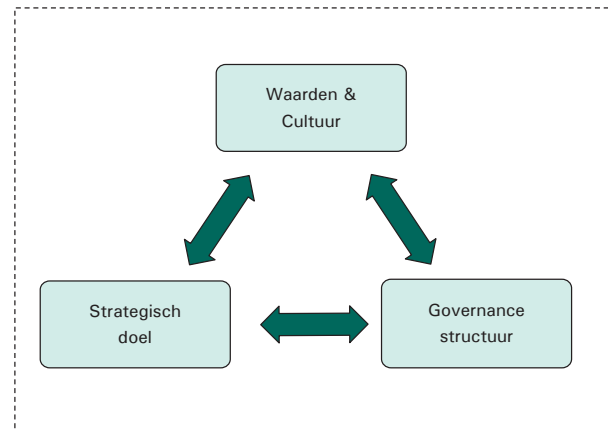 Waarden &
Cultuur
Strategisch
doel
Governance
structuur